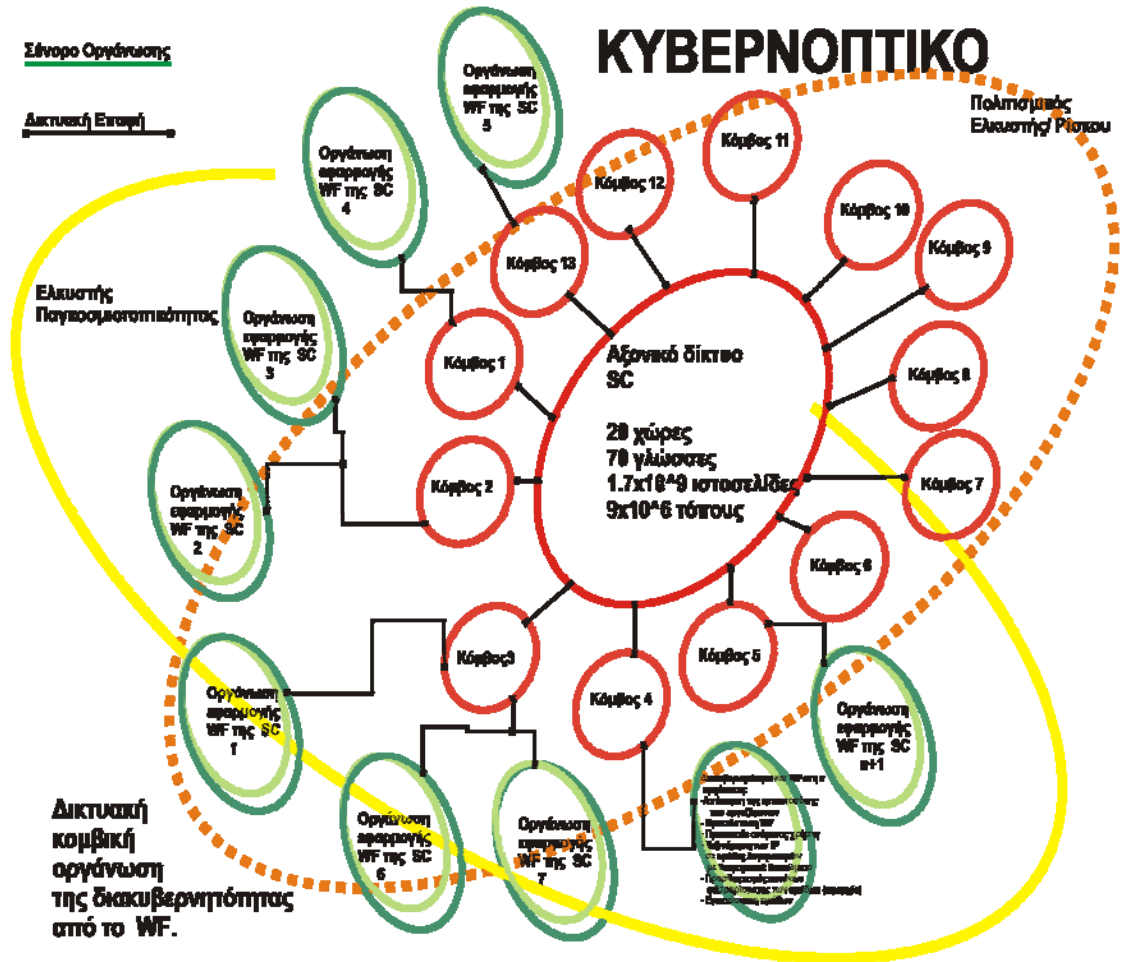 ΚΥΒΕΡΝΟΠΤΙΚΟ
Σύνορο Οργάνωσης
Δικτυακή Επαφή
Πολιτισμικός
Ελκυστής/ Ρίσκου
Ελκυστής
Παγκοσμιοτοπικότητας
Οργάνωση
εφαρμογής
WF της SC
5
Οργάνωση
εφαρμογής
WF της SC
4
Οργάνωση
εφαρμογής
WF της SC
3
Οργάνωση
εφαρμογής
WF της SC
2
Οργάνωση
εφαρμογής
WF της SC
1
Οργάνωση
εφαρμογής
WF της SC
6
Οργάνωση
εφαρμογής
WF της SC
7
Οργάνωση
εφαρμογής
WF της SC
n+1
Κόμβος 11
Κόμβος 12
Κόμβος 10
Κόμβος 9
Κόμβος 13
Κόμβος 1
Κόμβος 8
Κόμβος 2
Κόμβος 7
Κόμβος 6
Κόμβος3
Κόμβος 5
Κόμβος 4
Αξονικό δίκτυο
SC
20 χώρες
70 γλώσσες
1.7x10^9 ιστοσελίδες
9x10^6 τόπους
Δικτυακή
κομβική
οργάνωση
της διακυβερνητότητας
από το WF.